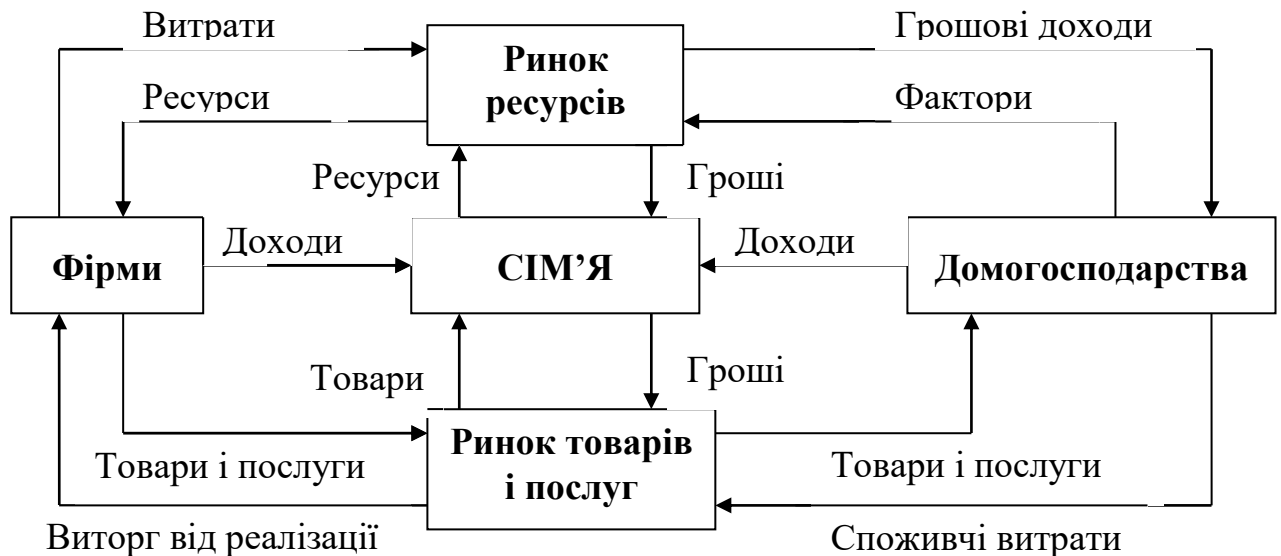 Витрати
Грошові доходи
Ринок
ресурсів
Ресурси
Фактори
Ресурси
Гроші
Фірми
Доходи
СІМ’Я
Доходи
Домогосподарства
Товари
Гроші
Ринок товарів
і послуг
Товари і послуги
Товари і послуги
Виторг від реалізації
Споживчі витрати